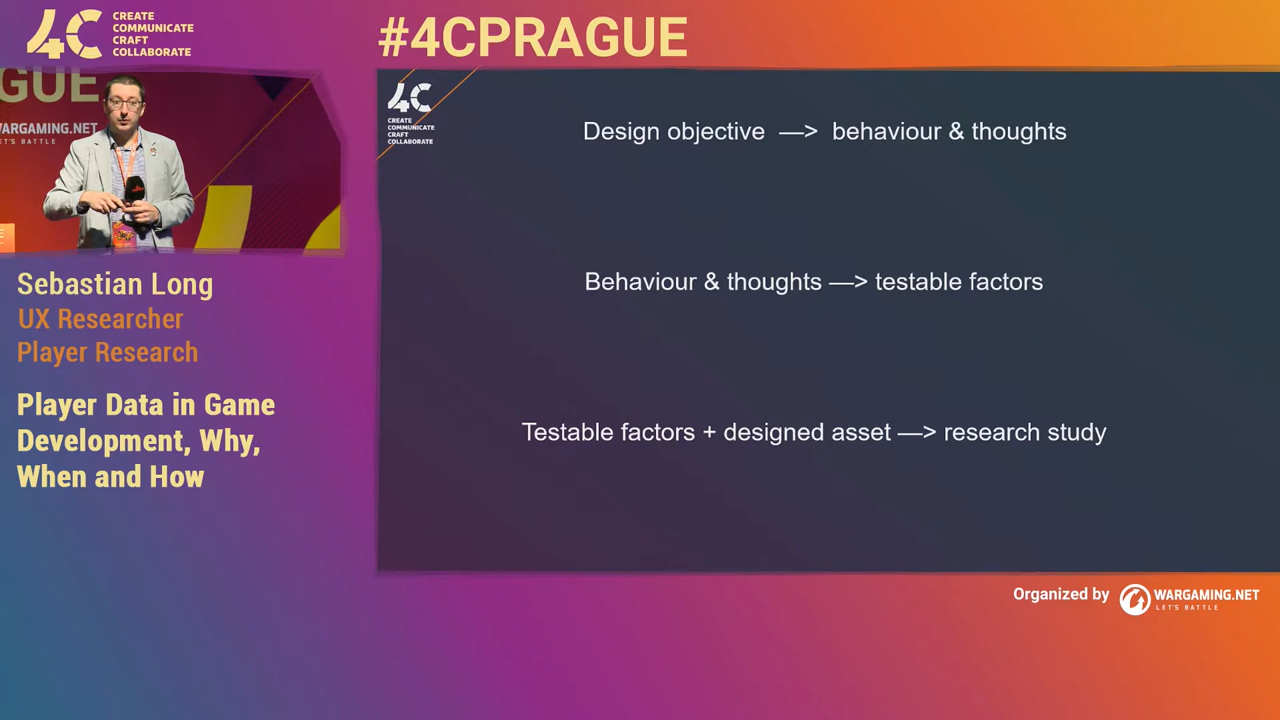 4C
CREATE
COMMUNICATE
CRAFT
COLLABORATE
#4CPRAGUE
GUE
WARGAMING.NET
LET'S BATTLE
Sebastian Long
UX Researcher
Player Research
Player Data in Game
Development, Why,
When and How
4C
CREATE
COMMUNICATE
CRAFT
COLLABORATE
Design objective —> behaviour & thoughts
Behaviour & thoughts —> testable factors
Testable factors + designed asset —> research study
Organized by
WARGAMING.NET
LET'S BATTLE